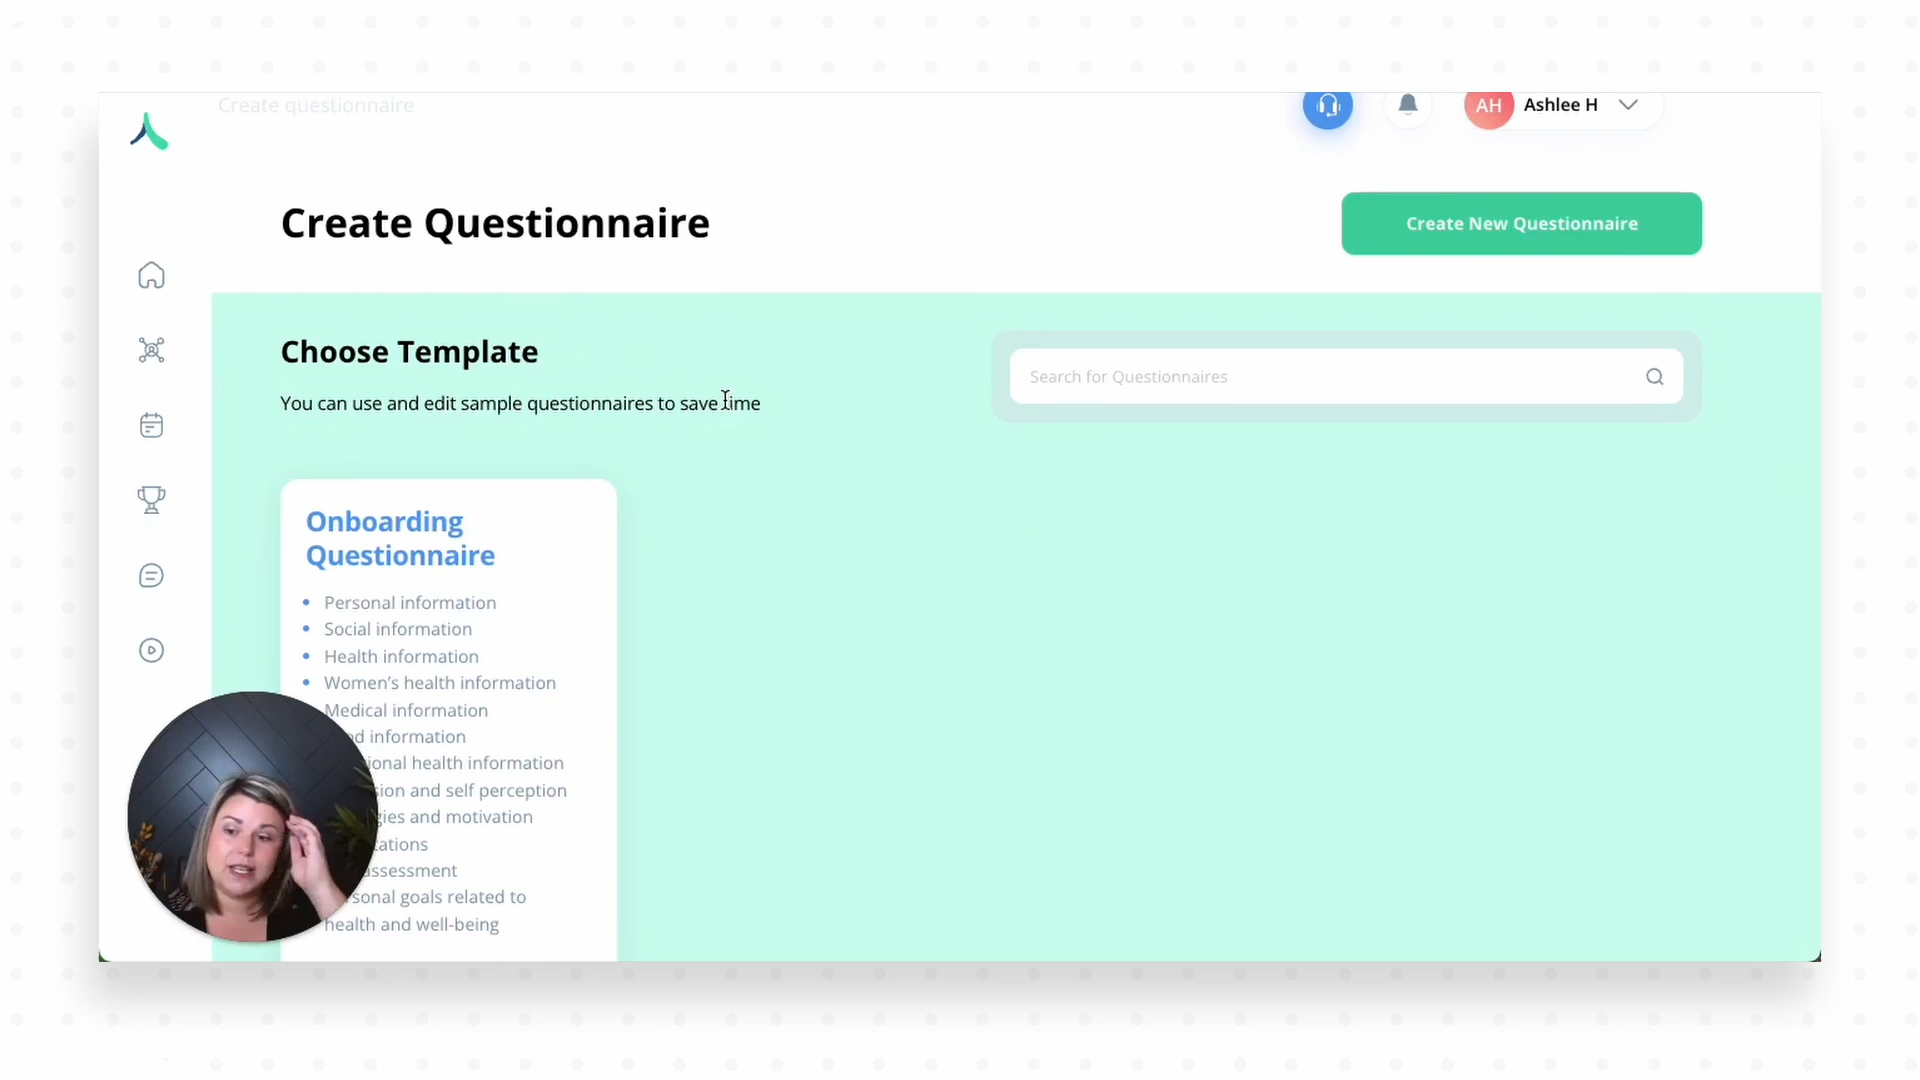 Create questionnaire
AH Ashlee H
Create Questionnaire
Create New Questionnaire
Choose Template
Search for Questionnaires
You can use and edit sample questionnaires to save time
Onboarding
Questionnaire
Personal information
Social information
Health information
Women's health information
Medical information
information
health information
and self perception
and motivation
assessment
goals related to
health and well-being